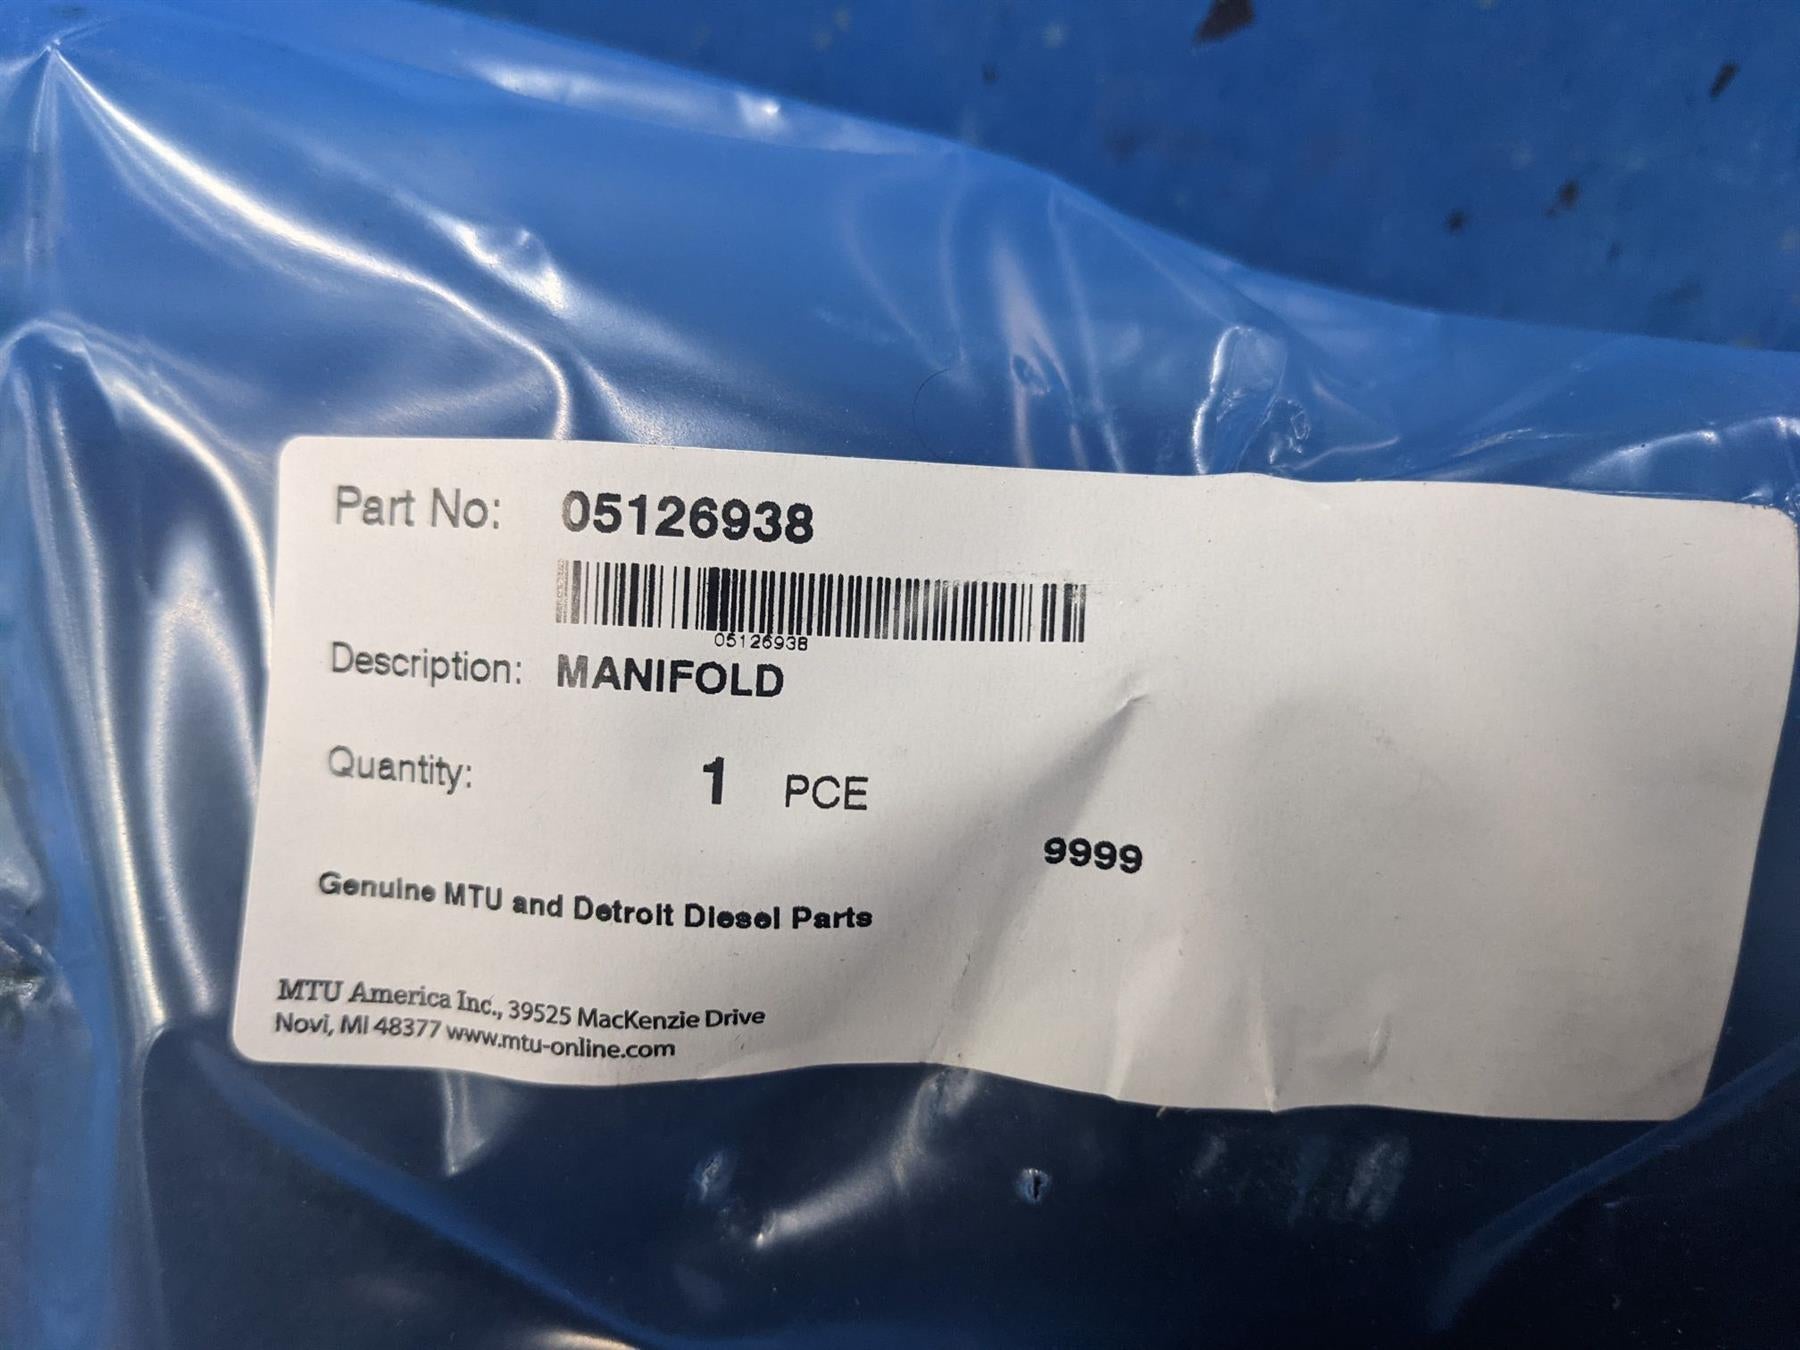 Part No: 05126938
05126938
Description: MANIFOLD
Quantity: 1 PCE
9999
Genuine MTU and Detroit Diesel Parts
MTU America Inc., 39525 MacKenzie Drive
Novi, MI 48377 www.mtu-online.com